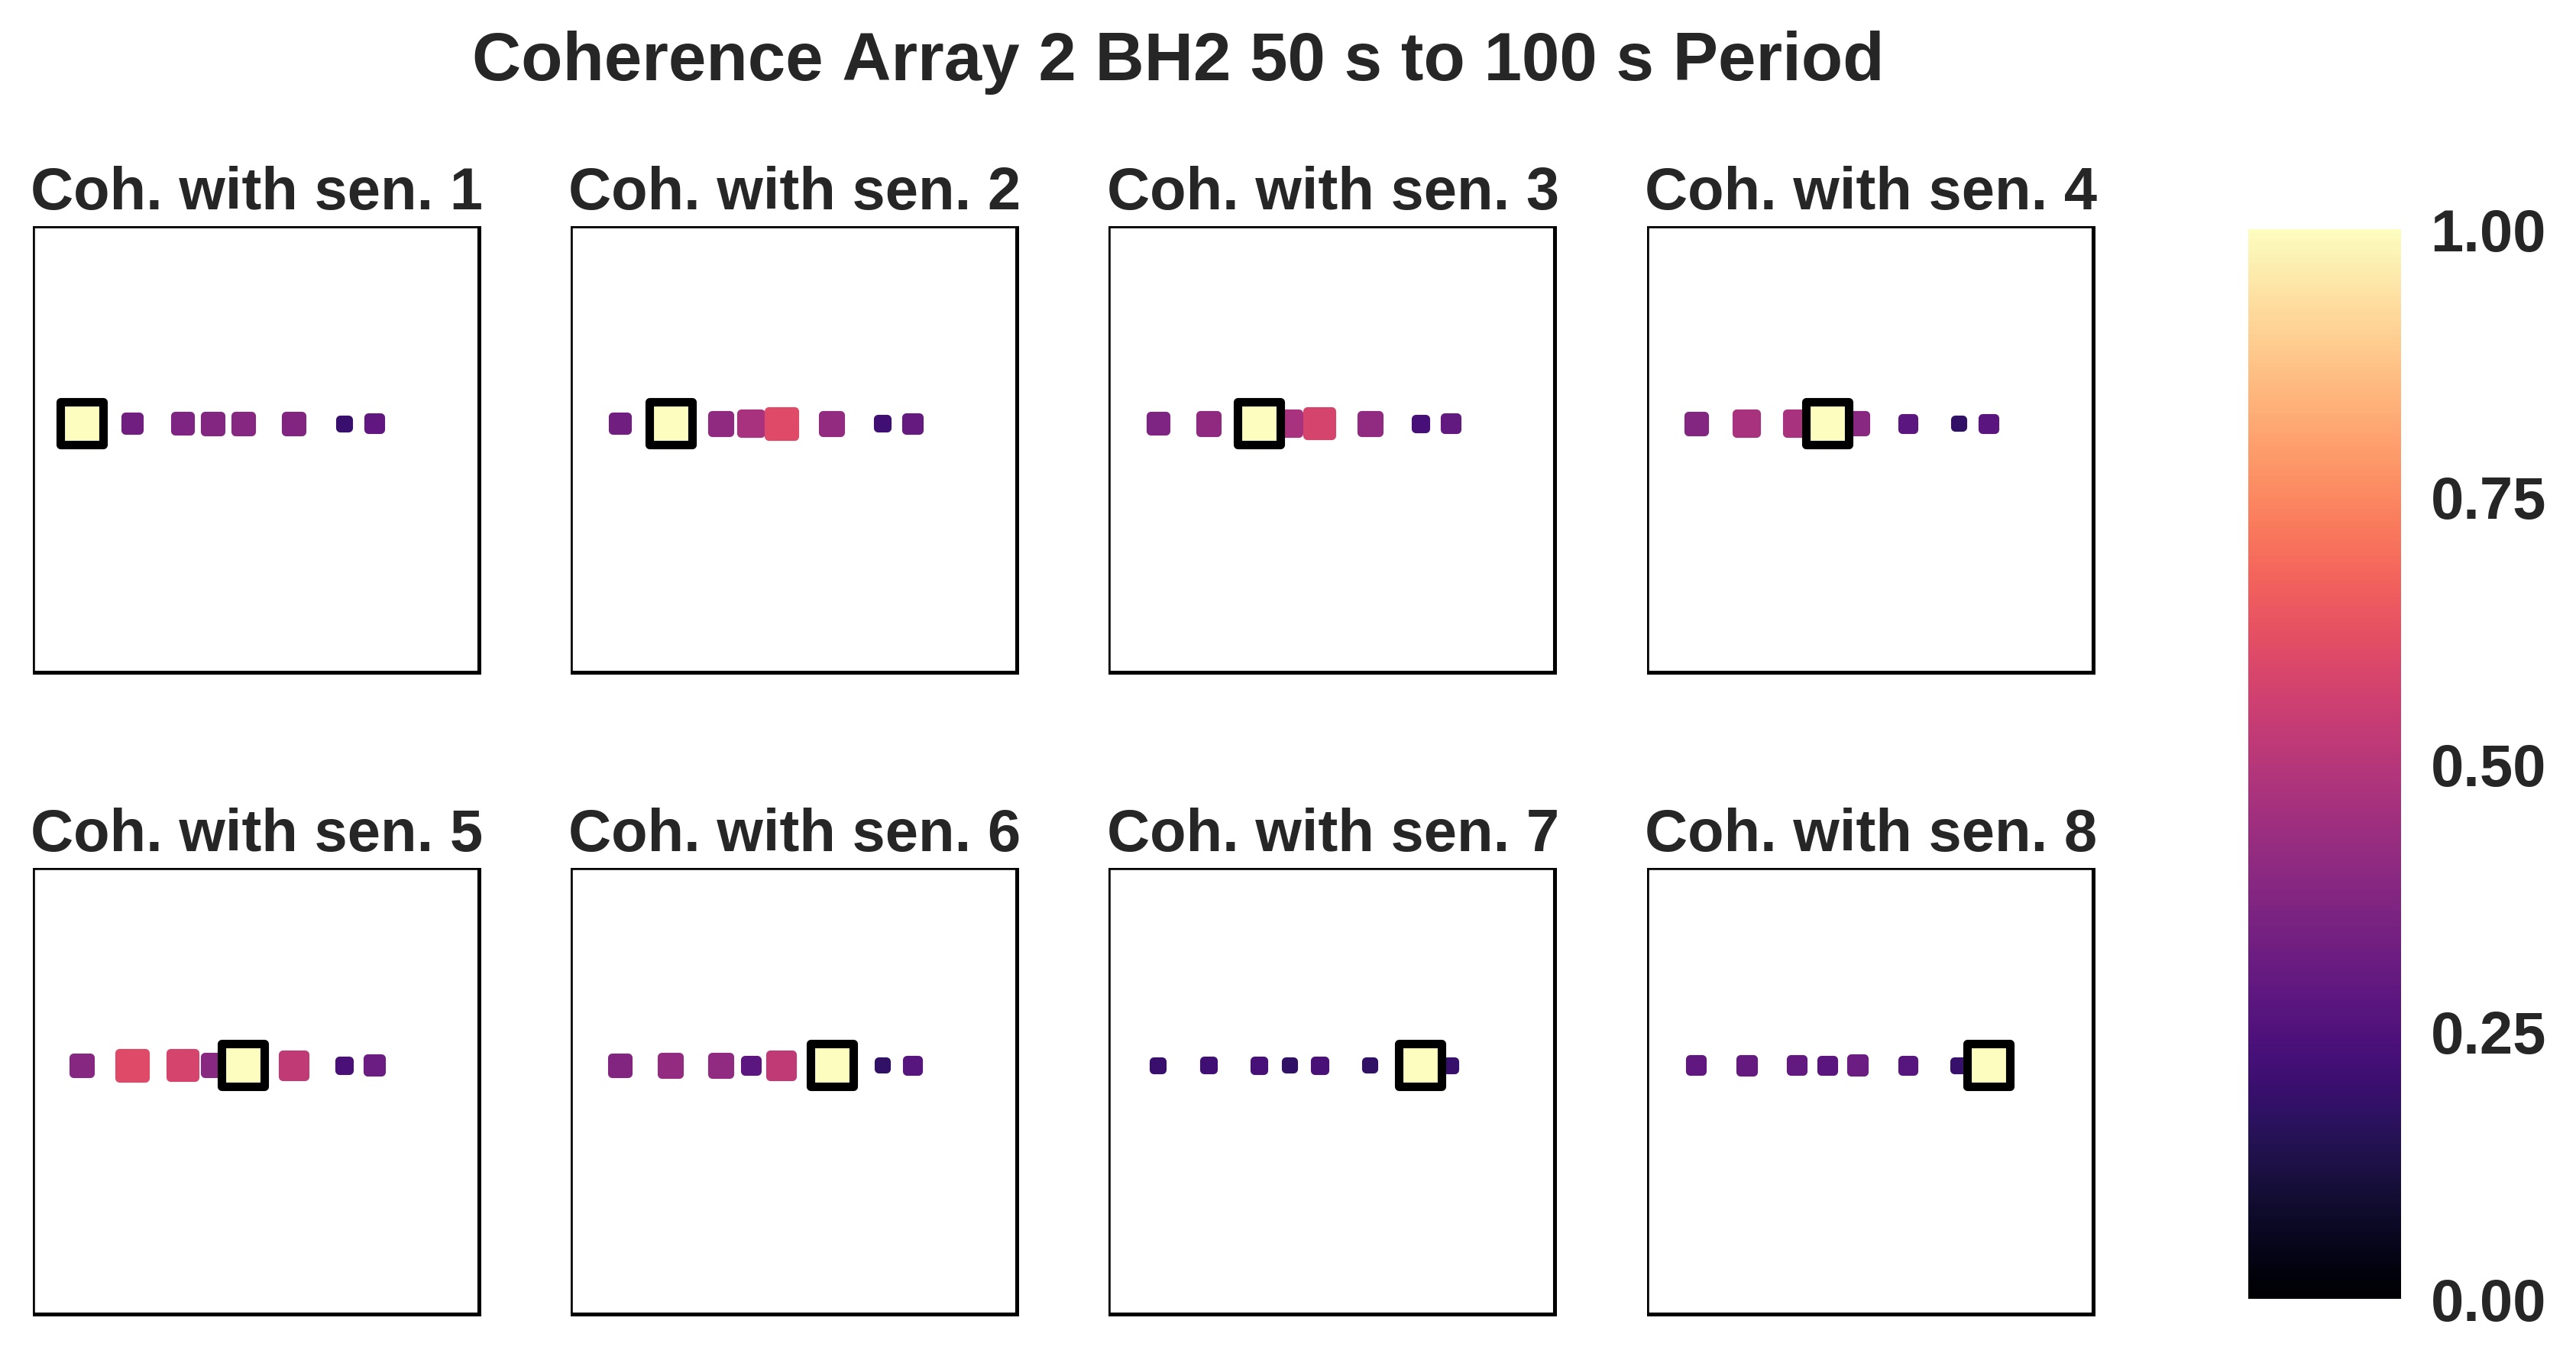 Coherence Array 2 BH2 50 s to 100 s Period
Coh. with sen. 1
Coh. with sen. 2
Coh. with sen. 3
Coh. with sen. 4
1.00
0.75
0.50
0.25
0.00
Coh. with sen. 5
Coh. with sen. 6
Coh. with sen. 7
Coh. with sen. 8